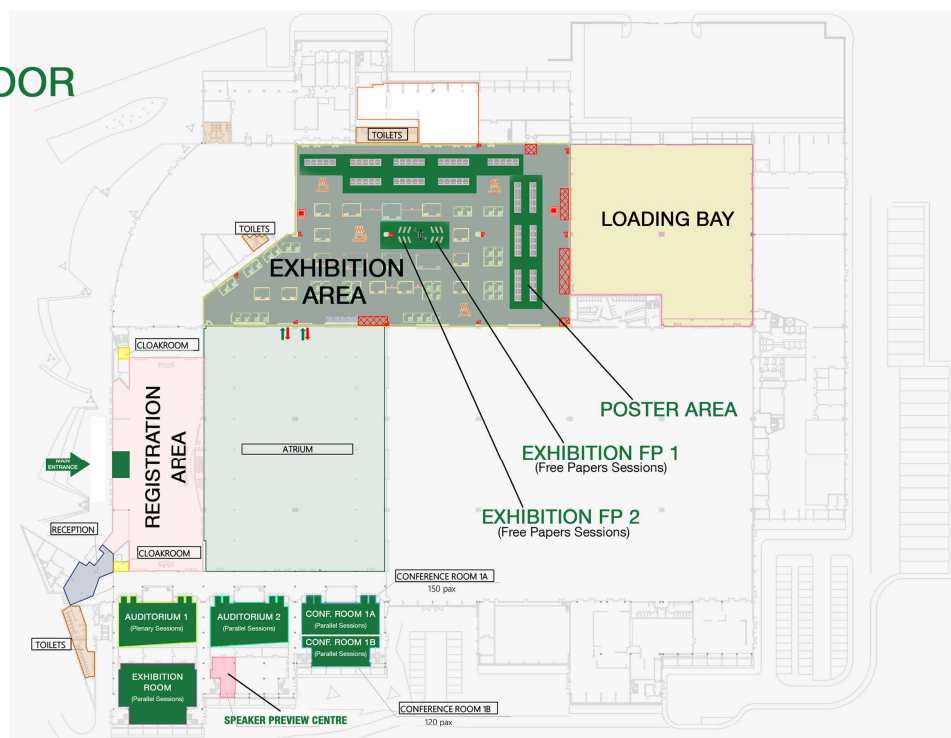 OOR
TOILETS
LOADING BAY
TOILETS
EXHIBITION
AREA
CLOAKROOM
REGISTRATION
AREA
POSTER AREA
ATRIUM
EXHIBITION FP 1
(Free Papers Sessions)
MAIN
ENTRANCE
EXHIBITION FP 2
(Free Papers Sessions)
RECEPTION
CLOAKROOM
CONFERENCE ROOM 1A
150 pax
AUDITORIUM 1
(Plenary Sessions)
AUDITORIUM 2
(Parallel Sessions)
CONF. ROOM 1A
(Parallel Sessions)
CONF. ROOM 1B
(Parallel Sessions)
TOILETS
EXHIBITION
ROOM
(Parallel Sessions)
CONFERENCE ROOM 1B
120 pax
SPEAKER PREVIEW CENTRE